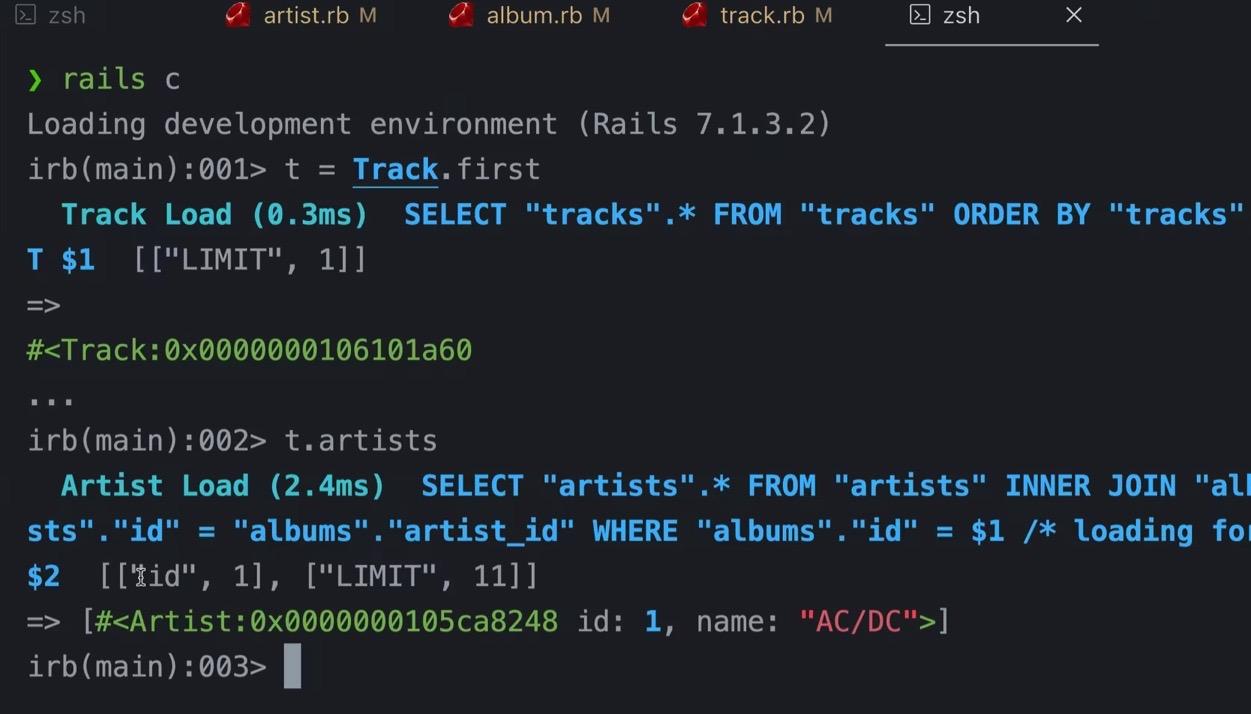 zsh artist.rb M album.rb M track.rb M zsh
❯ rails c
Loading development environment (Rails 7.1.3.2)
irb(main):001> t = Track.first
Track Load (0.3ms) SELECT "tracks".* FROM "tracks" ORDER BY "tracks"
T $1 [["LIMIT", 1]]
=>
#<Track:0x0000000106101a60
...
irb(main):002> t.artists
Artist Load (2.4ms) SELECT "artists".* FROM "artists" INNER JOIN "al
sts"."id" = "albums"."artist_id" WHERE "albums"."id" = $1 /* loading fo
$2 [["id", 1], ["LIMIT", 11]]
=> [#<Artist:0x0000000105ca8248 id: 1, name: "AC/DC">]
irb(main):003>